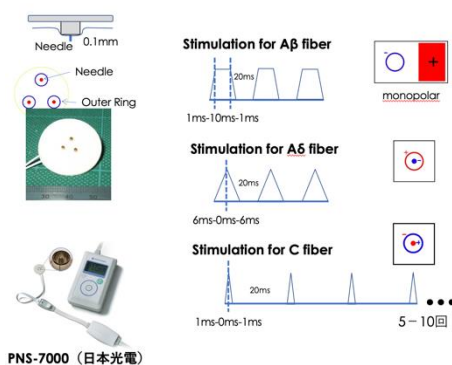 Needle
0.1mm
Needle
Outer Ring
PNS-7000（日本光電）
Stimulation for Aβ fiber
20ms
1ms-10ms-1ms
monopolar
Stimulation for Aδ fiber
20ms
6ms-0ms-6ms
Stimulation for C fiber
20ms
1ms-0ms-1ms
5－10回